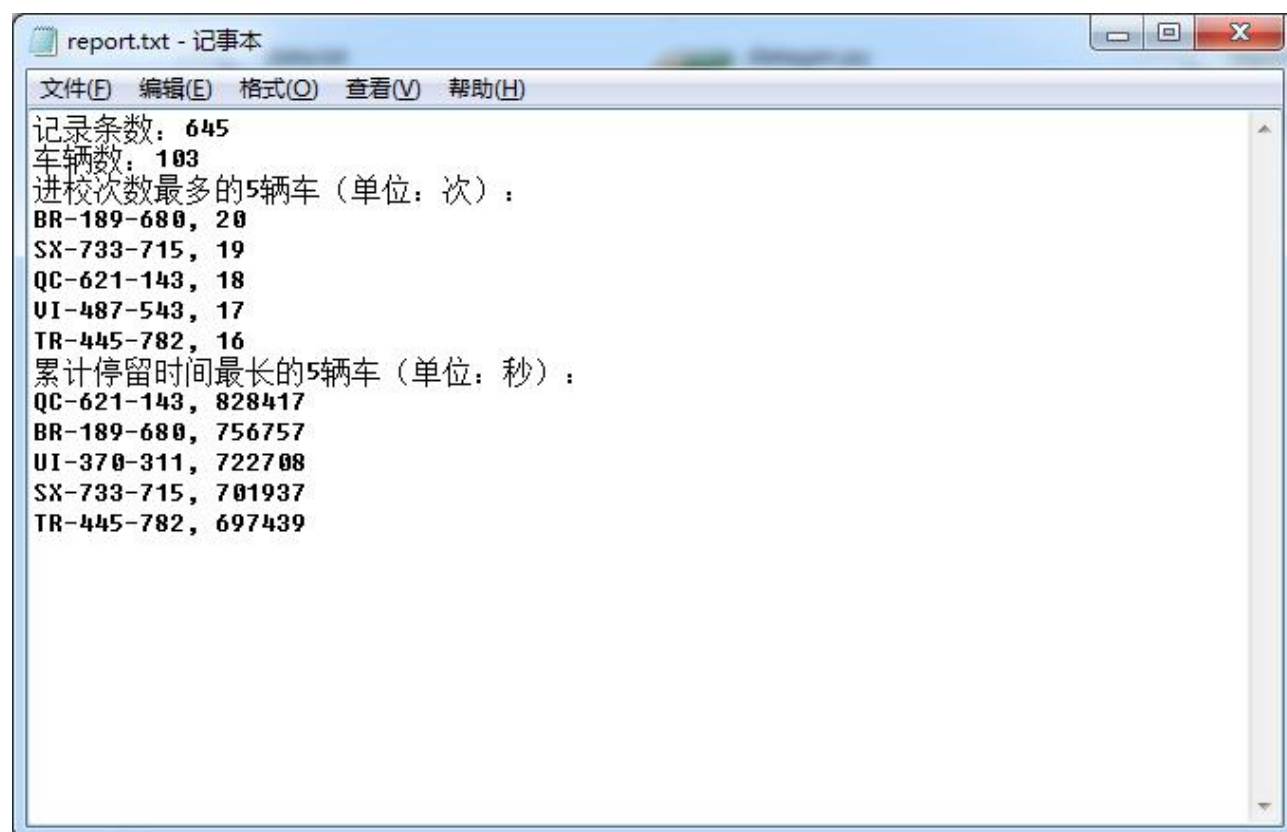 report.txt - 记事本
文件(F) 编辑(E) 格式(O) 查看(V) 帮助(H)
记录条数：645
车辆数：103
进校次数最多的5辆车（单位：次）：
BR-189-680, 20
SX-733-715, 19
QC-621-143, 18
VI-487-543, 17
TR-445-782, 16
累计停留时间最长的5辆车（单位：秒）：
QC-621-143, 828417
BR-189-680, 756757
UI-370-311, 722708
SX-733-715, 701937
TR-445-782, 697439